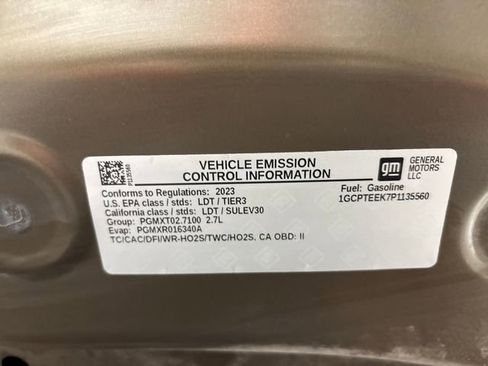 P1135560
VEHICLE EMISSION
CONTROL INFORMATION
gm
GENERAL
MOTORS
LLC
Conforms to Regulations: 2023
U.S. EPA class / stds: LDT / TIER3
California class / stds: LDT / SULEV30
Group: PGMXT02.7100 2.7L
Evap: PGMXR016340A
TC/CAC/DFI/WR-HO2S/TWC/HO2S. CA OBD: II
Fuel: Gasoline
1GCPTEEK7P1135560